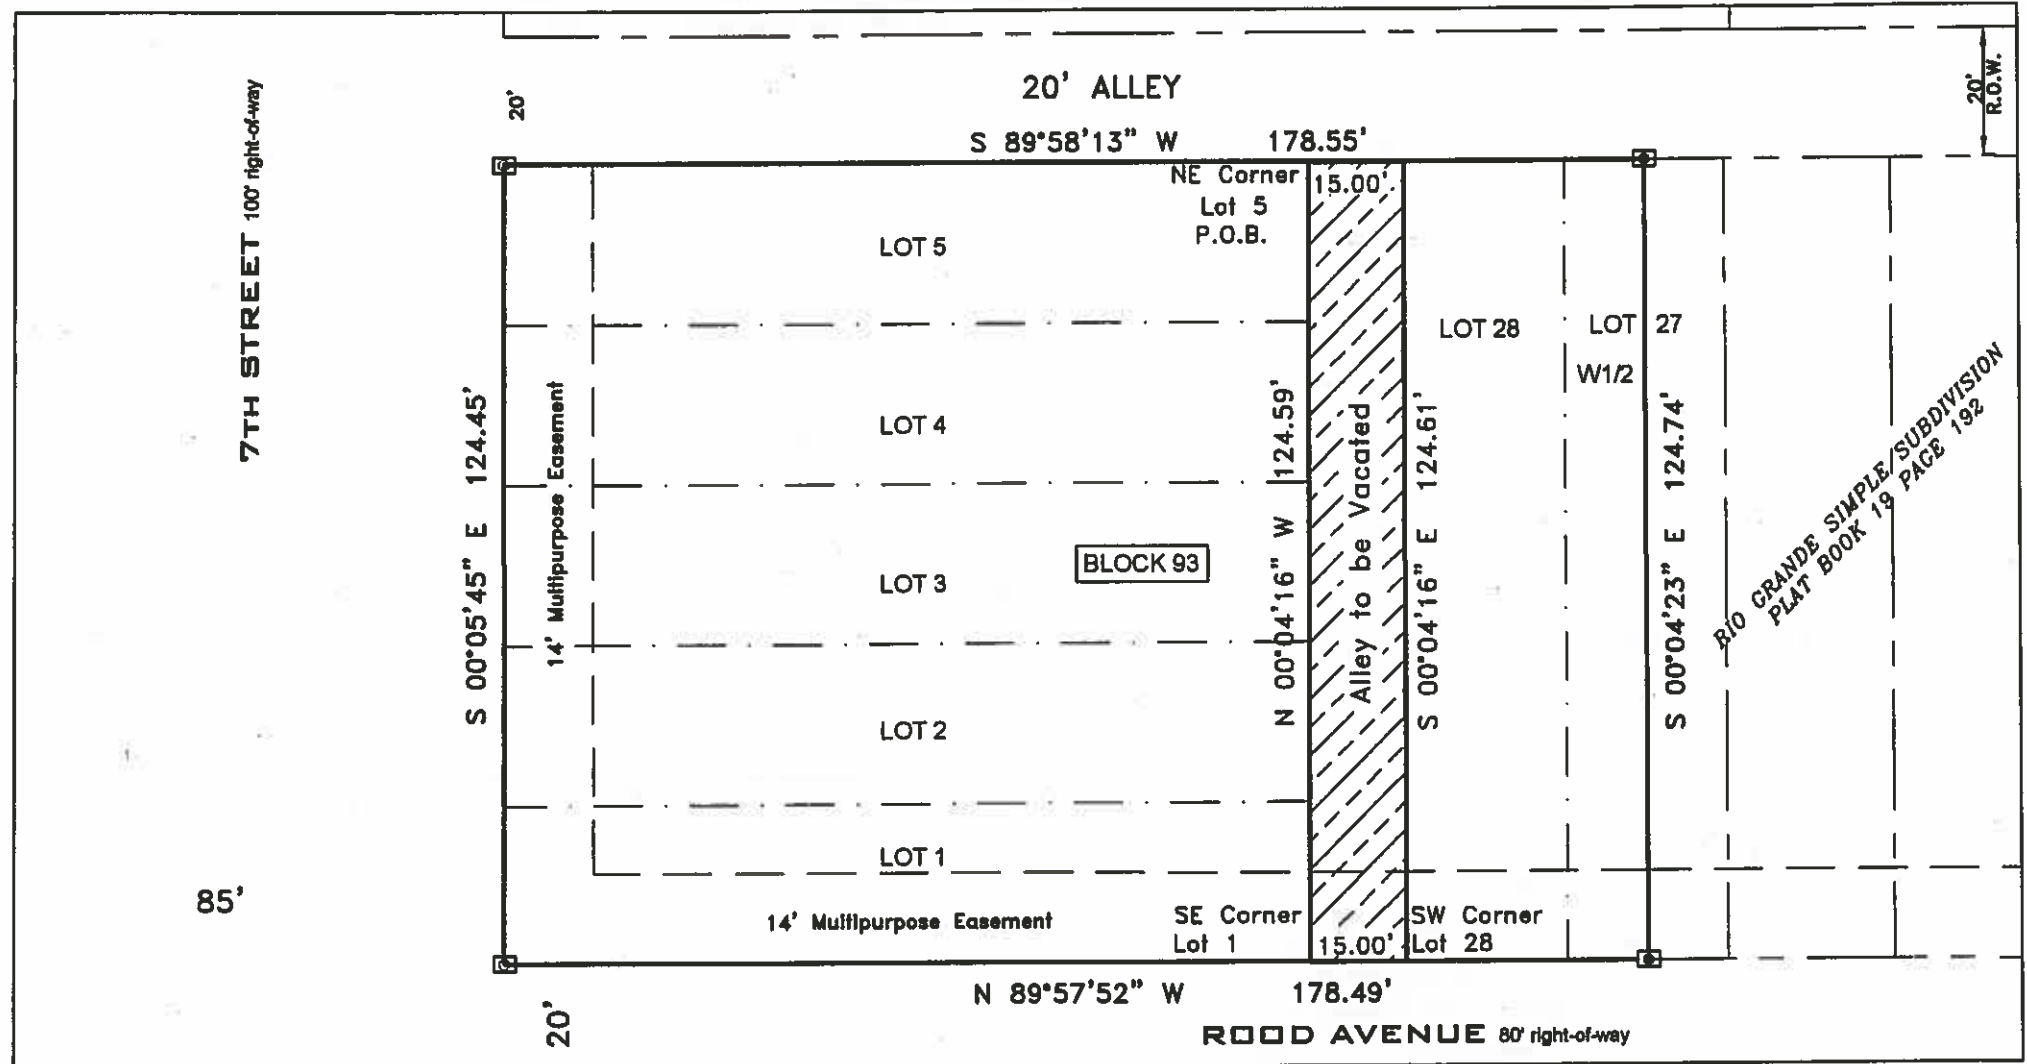 20' ALLEY
20'
20'
R.O.W.
S 89°58'13" W 178.55'
7TH STREET 100' right-of-way
NE Corner
Lot 5
P.O.B.
15.00'
LOT 5
LOT 28
LOT 27
W1/2
LOT 4
S 00°05'45" E 124.45'
14' Multipurpose Easement
N 00°04'16" W 124.59'
Alley to be Vacated
S 00°04'16" E 124.61'
S 00°04'23" E 124.74'
RIO GRANDE SIMPLE SUBDIVISION
PLAT BOOK 19 PAGE 192
BLOCK 93
LOT 3
LOT 2
LOT 1
85'
14' Multipurpose Easement
SE Corner
Lot 1
15.00'
SW Corner
Lot 28
20'
N 89°57'52" W 178.49'
ROOD AVENUE 80' right-of-way